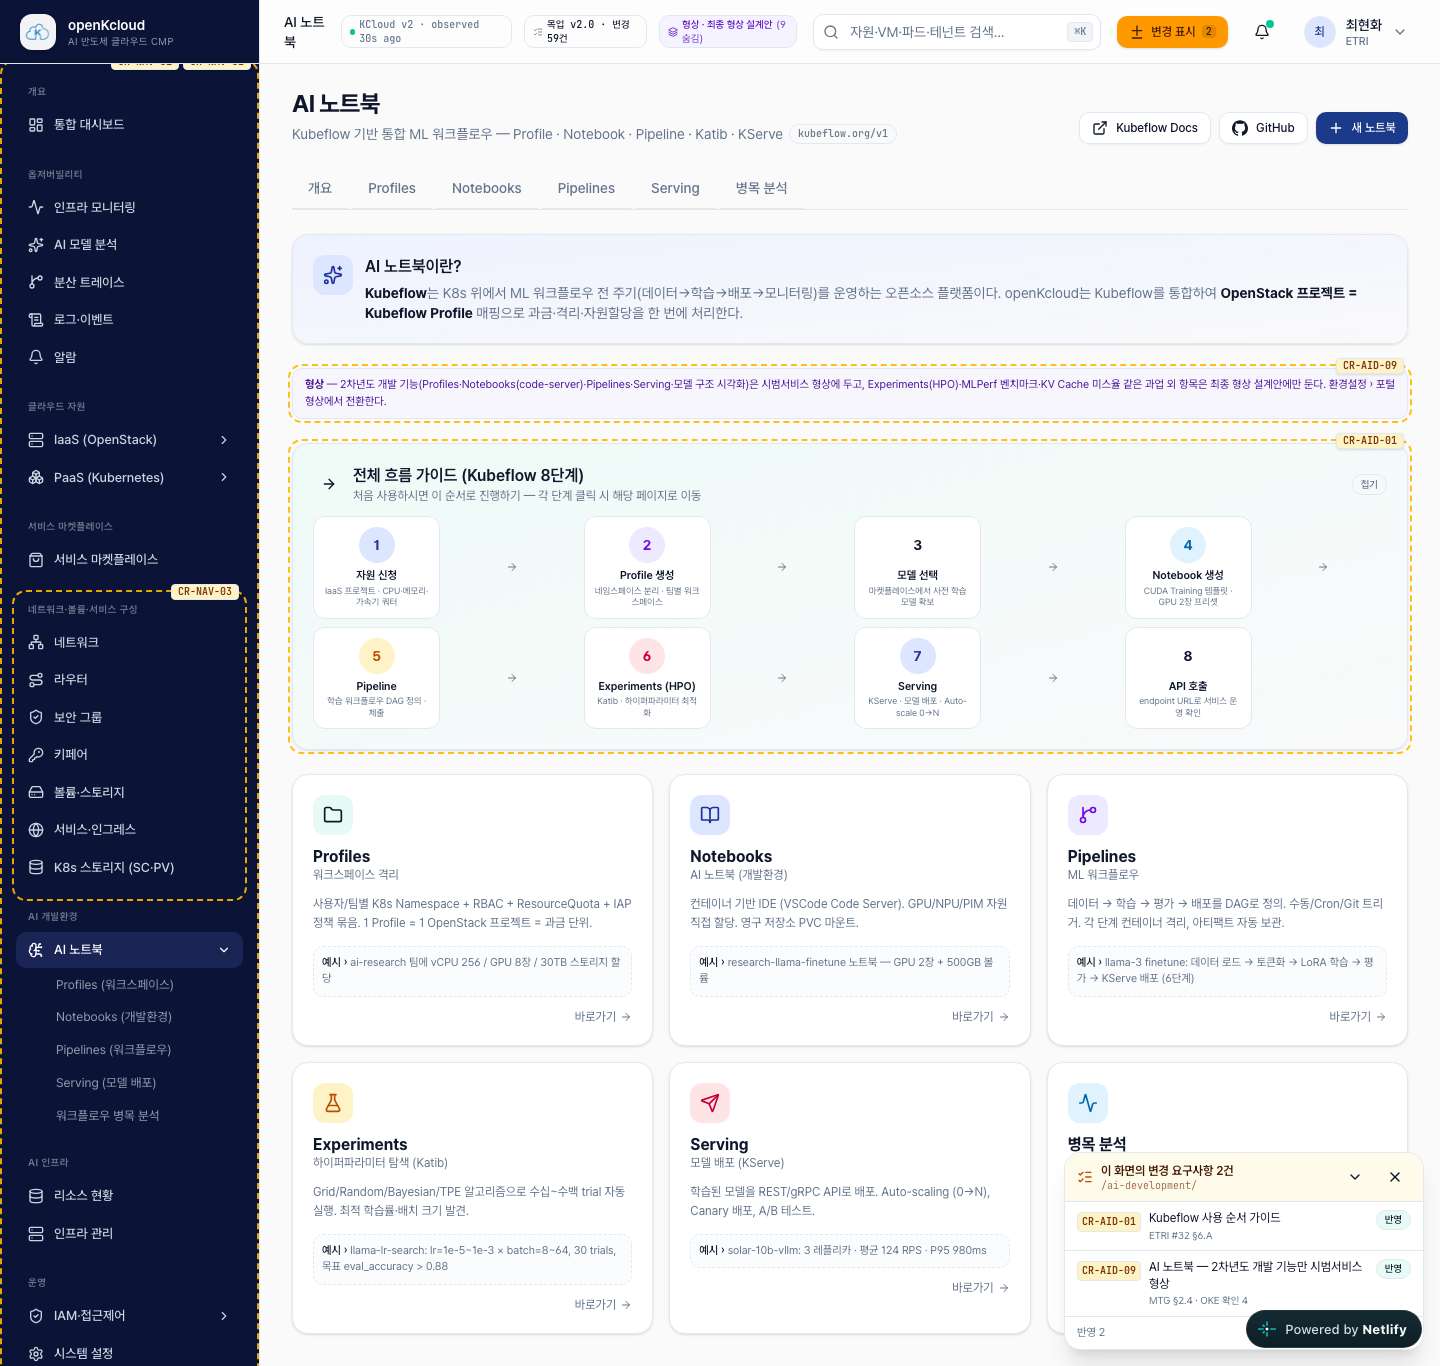 openKcloud
AI 반도체 클라우드 CMP
AI 노트북
KCloud v2 · observed 30s ago
목업 v2.0 · 변경 59건
형상 · 최종 형상 설계안 (9 숨김)
자원·VM·파드·테넌트 검색...
⌘K
변경 표시 2
최
최현화
ETRI
개요
통합 대시보드
옵저버빌리티
인프라 모니터링
AI 모델 분석
분산 트레이스
로그·이벤트
알람
클라우드 자원
IaaS (OpenStack)
PaaS (Kubernetes)
서비스 마켓플레이스
서비스 마켓플레이스
CR-NAV-03
네트워크·볼륨·서비스 구성
네트워크
라우터
보안 그룹
키페어
볼륨·스토리지
서비스·인그레스
K8s 스토리지 (SC·PV)
AI 개발환경
AI 노트북
Profiles (워크스페이스)
Notebooks (개발환경)
Pipelines (워크플로우)
Serving (모델 배포)
워크플로우 병목 분석
AI 인프라
리소스 현황
인프라 관리
운영
IAM·접근제어
시스템 설정
AI 노트북
Kubeflow 기반 통합 ML 워크플로우 — Profile · Notebook · Pipeline · Katib · KServe kubeflow.org/v1
Kubeflow Docs
GitHub
새 노트북
개요 Profiles Notebooks Pipelines Serving 병목 분석
AI 노트북이란?
Kubeflow는 K8s 위에서 ML 워크플로우 전 주기(데이터→학습→배포→모니터링)를 운영하는 오픈소스 플랫폼이다. openKcloud는 Kubeflow를 통합하여 OpenStack 프로젝트 =
Kubeflow Profile 매핑으로 과금·격리·자원할당을 한 번에 처리한다.
CR-AID-09
형상 — 2차년도 개발 기능(Profiles·Notebooks(code-server)·Pipelines·Serving·모델 구조 시각화)은 시범서비스 형상에 두고, Experiments(HPO)·MLPerf 벤치마크·KV Cache 미스율 같은 과업 외 항목은 최종 형상 설계안에만 둔다. 환경설정 › 포털
형상에서 전환한다.
CR-AID-01
전체 흐름 가이드 (Kubeflow 8단계)
처음 사용하시면 이 순서로 진행하기 — 각 단계 클릭 시 해당 페이지로 이동
접기
1
자원 신청
IaaS 프로젝트 · CPU·메모리·
가속기 쿼터
→
2
Profile 생성
네임스페이스 분리 · 팀별 워크
스페이스
→
3
모델 선택
마켓플레이스에서 사전 학습
모델 확보
→
4
Notebook 생성
CUDA Training 템플릿 ·
GPU 2장 프리셋
→
5
Pipeline
학습 워크플로우 DAG 정의 ·
제출
→
6
Experiments (HPO)
Katib · 하이퍼파라미터 최적
화
→
7
Serving
KServe · 모델 배포 · Auto-
scale 0→N
→
8
API 호출
endpoint URL로 서비스 운
영 확인
Profiles
워크스페이스 격리
사용자/팀별 K8s Namespace + RBAC + ResourceQuota + IAP
정책 묶음. 1 Profile = 1 OpenStack 프로젝트 = 과금 단위.
예시 › ai-research 팀에 vCPU 256 / GPU 8장 / 30TB 스토리지 할
당
바로가기 →
Notebooks
AI 노트북 (개발환경)
컨테이너 기반 IDE (VSCode Code Server). GPU/NPU/PIM 자원
직접 할당. 영구 저장소 PVC 마운트.
예시 › research-llama-finetune 노트북 — GPU 2장 + 500GB 볼
륨
바로가기 →
Pipelines
ML 워크플로우
데이터 → 학습 → 평가 → 배포를 DAG로 정의. 수동/Cron/Git 트리
거. 각 단계 컨테이너 격리, 아티팩트 자동 보관.
예시 › llama-3 finetune: 데이터 로드 → 토큰화 → LoRA 학습 → 평
가 → KServe 배포 (6단계)
바로가기 →
Experiments
하이퍼파라미터 탐색 (Katib)
Grid/Random/Bayesian/TPE 알고리즘으로 수십~수백 trial 자동
실행. 최적 학습률·배치 크기 발견.
예시 › llama-lr-search: lr=1e-5~1e-3 × batch=8~64, 30 trials,
목표 eval_accuracy > 0.88
바로가기 →
Serving
모델 배포 (KServe)
학습된 모델을 REST/gRPC API로 배포. Auto-scaling (0→N),
Canary 배포, A/B 테스트.
예시 › solar-10b-vllm: 3 레플리카 · 평균 124 RPS · P95 980ms
바로가기 →
병목 분석
이 화면의 변경 요구사항 2건
/ai-development/
CR-AID-01 Kubeflow 사용 순서 가이드 반영
ETRI #32 §6.A
CR-AID-09 AI 노트북 — 2차년도 개발 기능만 시범서비스 형상 반영
MTG §2.4 · OKE 확인 4
반영 2
Powered by Netlify